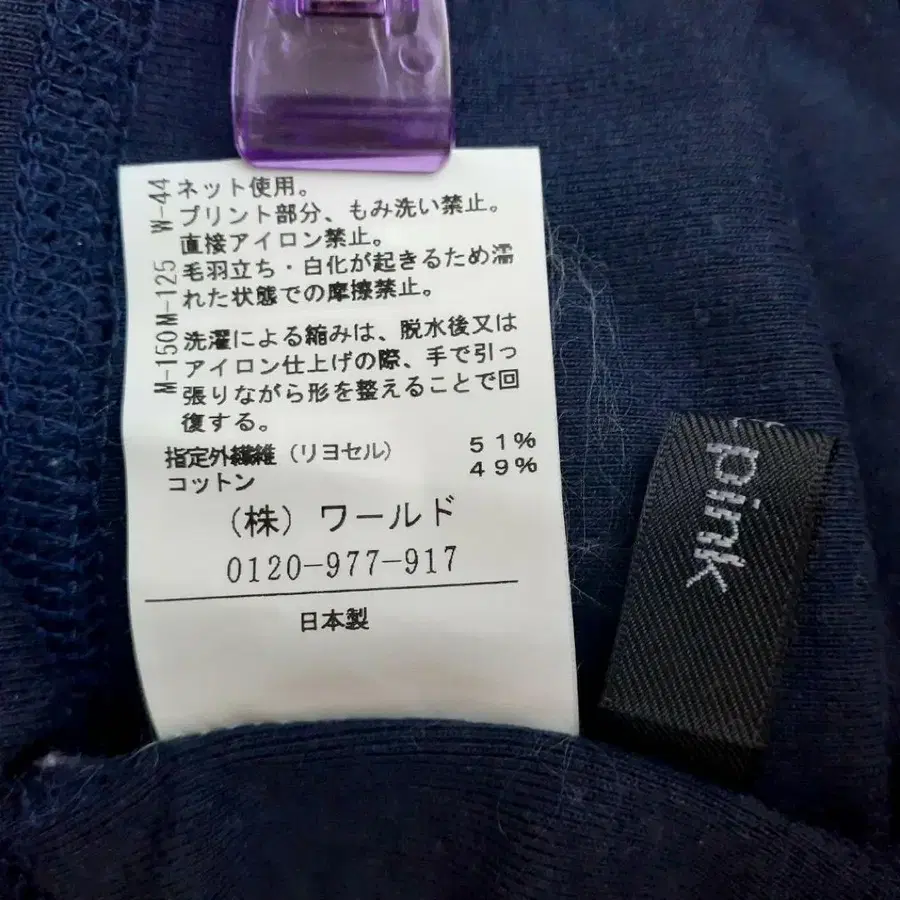 W-44
M-125
M-150
ネット使用。
プリント部分、もみ洗い禁止。
直接アイロン禁止。
毛羽立ち・白化が起きるため濡
れた状態での摩擦禁止。
洗濯による縮みは、脱水後又は
アイロン仕上げの際、手で引っ
張りながら形を整えることで回
復する。
指定外繊維（リヨセル） 51%
コットン 49%
（株）ワールド
0120-977-917
日本製
pink